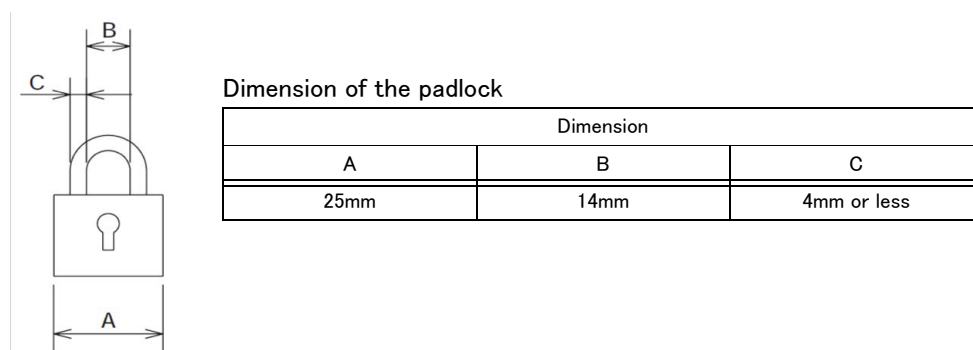 B
C
Dimension of the padlock
Dimension
A B C
25mm 14mm 4mm or less
A